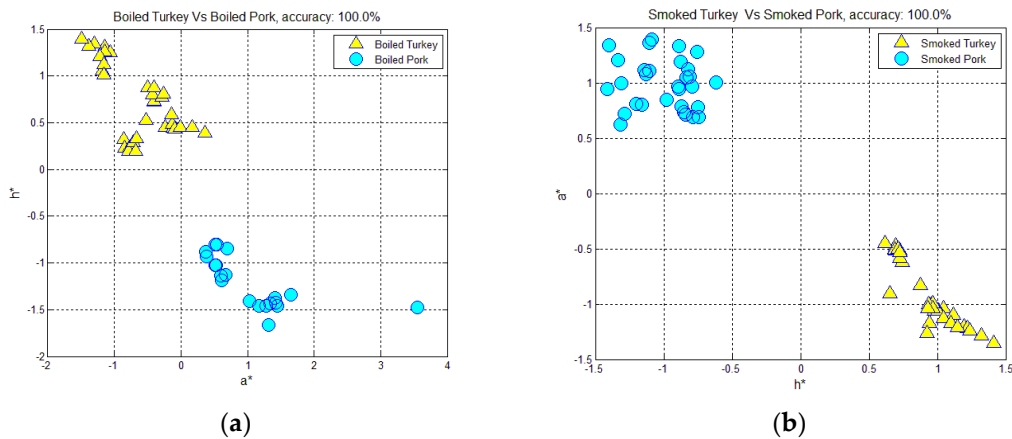 Boiled Turkey Vs Boiled Pork, accuracy: 100.0%
Boiled Turkey
Boiled Pork
1.5
1
0.5
0
-0.5
-1
-1.5
-2
h*
-2 -1 0 1 2 3 4
a*
(a)
Smoked Turkey Vs Smoked Pork, accuracy: 100.0%
Smoked Turkey
Smoked Pork
1.5
1
0.5
0
-0.5
-1
-1.5
a*
-1.5 -1 -0.5 0 0.5 1 1.5
h*
(b)